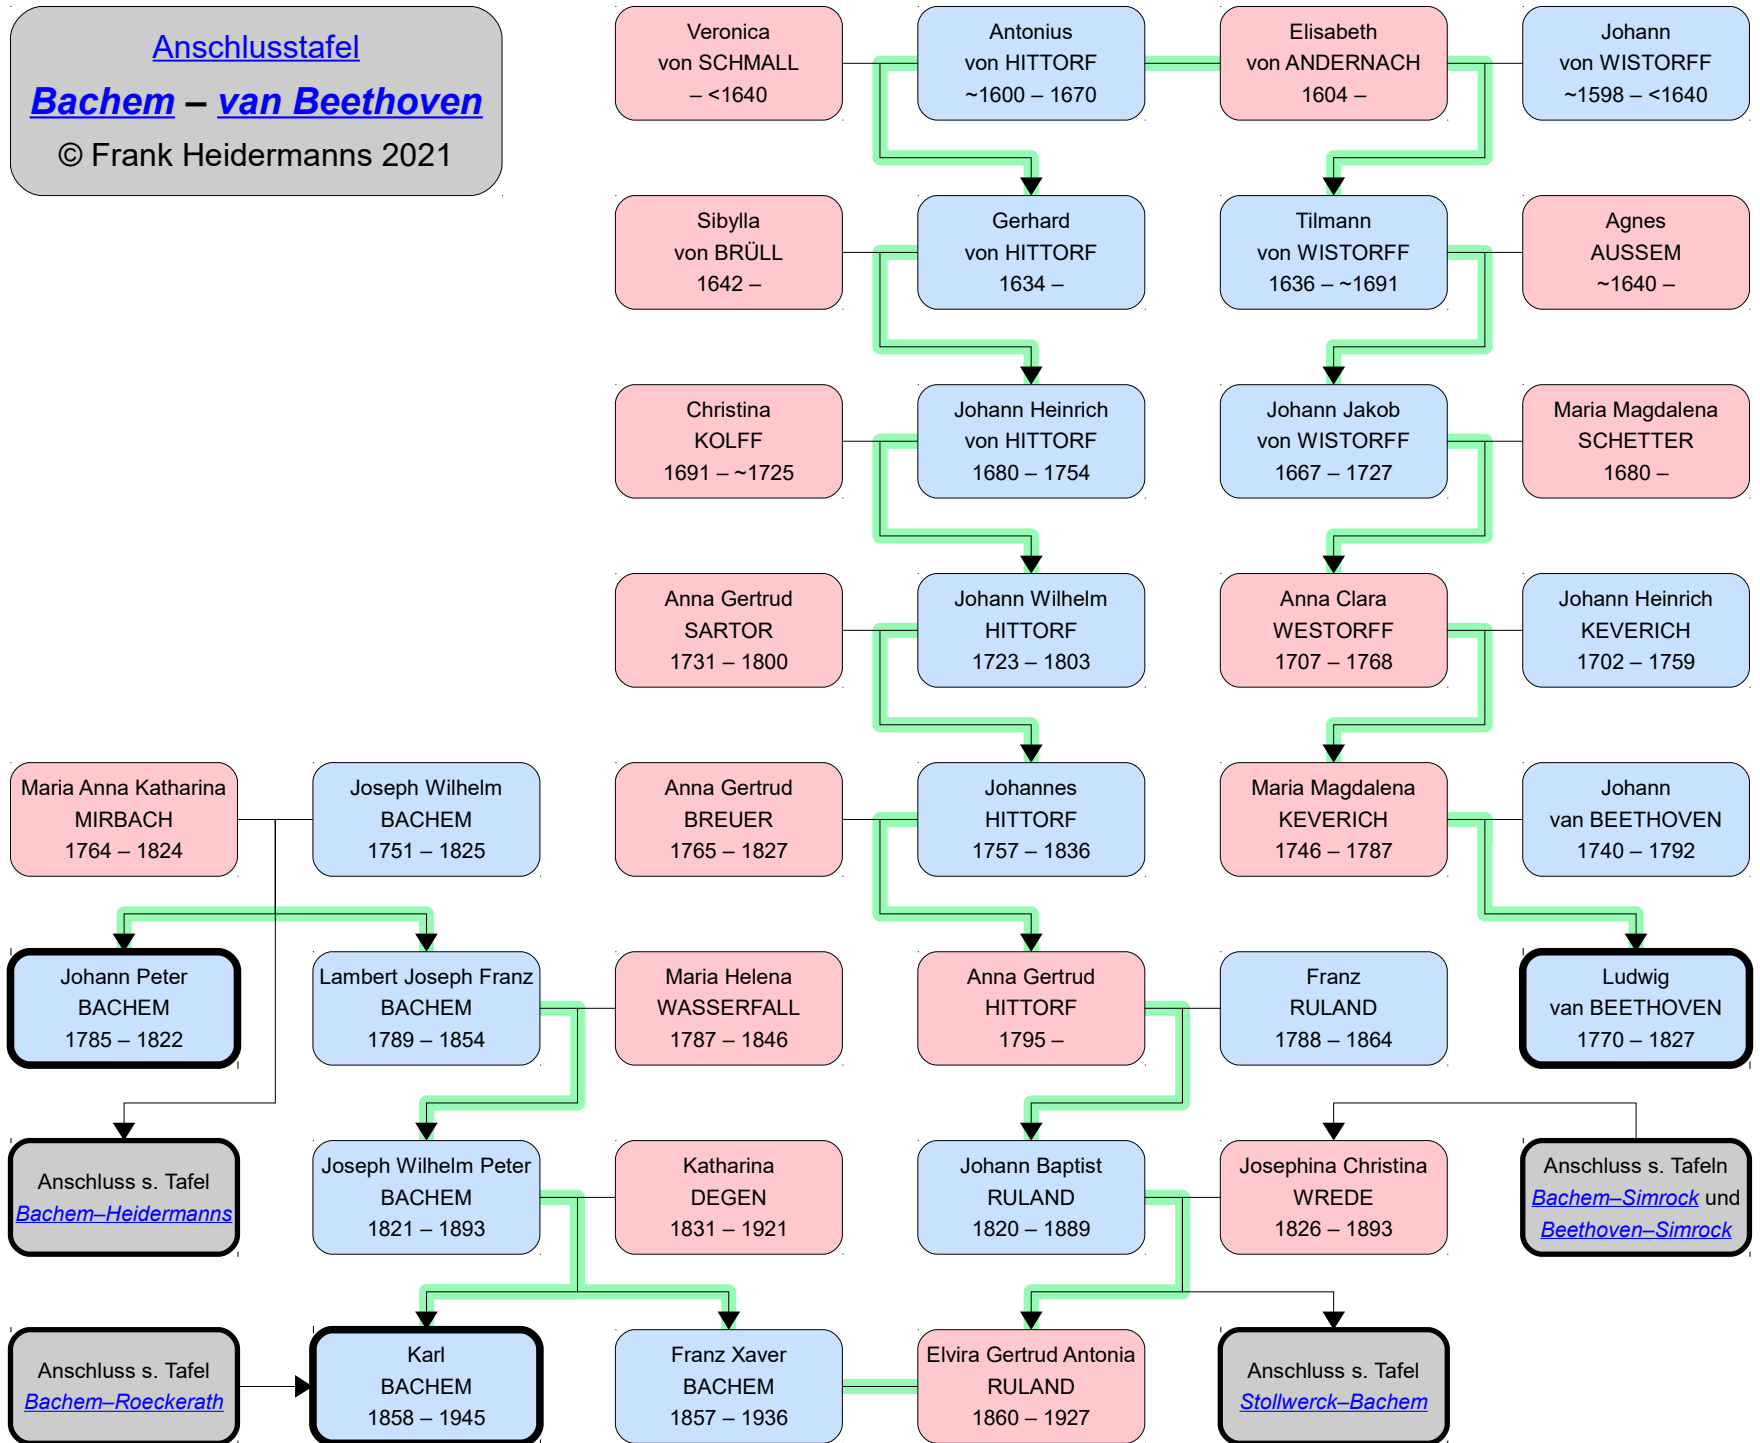 Anschlusstafel
Bachem – van Beethoven
© Frank Heidermanns 2021
Veronica
von SCHMALL
– <1640
Antonius
von HITTORF
~1600 – 1670
Elisabeth
von ANDERNACH
1604 –
Johann
von WISTORFF
~1598 – <1640
Sibylla
von BRÜLL
1642 –
Gerhard
von HITTORF
1634 –
Tilmann
von WISTORFF
1636 – ~1691
Agnes
AUSSEM
~1640 –
Christina
KOLFF
1691 – ~1725
Johann Heinrich
von HITTORF
1680 – 1754
Johann Jakob
von WISTORFF
1667 – 1727
Maria Magdalena
SCHETTER
1680 –
Anna Gertrud
SARTOR
1731 – 1800
Johann Wilhelm
HITTORF
1723 – 1803
Anna Clara
WESTORFF
1707 – 1768
Johann Heinrich
KEVERICH
1702 – 1759
Maria Anna Katharina
MIRBACH
1764 – 1824
Joseph Wilhelm
BACHEM
1751 – 1825
Anna Gertrud
BREUER
1765 – 1827
Johannes
HITTORF
1757 – 1836
Maria Magdalena
KEVERICH
1746 – 1787
Johann
van BEETHOVEN
1740 – 1792
Johann Peter
BACHEM
1785 – 1822
Lambert Joseph Franz
BACHEM
1789 – 1854
Maria Helena
WASSERFALL
1787 – 1846
Anna Gertrud
HITTORF
1795 –
Franz
RULAND
1788 – 1864
Ludwig
van BEETHOVEN
1770 – 1827
Anschluss s. Tafel
Bachem–Heidermanns
Joseph Wilhelm Peter
BACHEM
1821 – 1893
Katharina
DEGEN
1831 – 1921
Johann Baptist
RULAND
1820 – 1889
Josephina Christina
WREDE
1826 – 1893
Anschluss s. Tafeln
Bachem–Simrock und
Beethoven–Simrock
Anschluss s. Tafel
Bachem–Roeckerath
Karl
BACHEM
1858 – 1945
Franz Xaver
BACHEM
1857 – 1936
Elvira Gertrud Antonia
RULAND
1860 – 1927
Anschluss s. Tafel
Stollwerck–Bachem